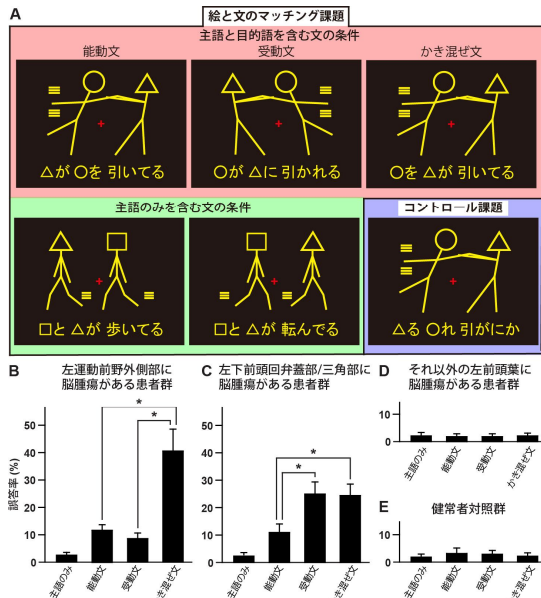 A
絵と文のマッチング課題
主語と目的語を含む文の条件
能動文
受動文
かき混ぜ文
△が ○を 引いてる
○が △に 引かれる
○を △が 引いてる
主語のみを含む文の条件
コントロール課題
□と △が 歩いてる
□と △が 転んでる
△る ○れ 引がにか
B
左運動前野外側部に
脳腫瘍がある患者群
誤答率 (%)
50
40
30
20
10
0
*
*
主語のみ
能動文
受動文
かき混ぜ文
C
左下前頭回弁蓋部/三角部に
脳腫瘍がある患者群
50
40
30
20
10
0
*
*
主語のみ
能動文
受動文
かき混ぜ文
D
それ以外の左前頭葉に
脳腫瘍がある患者群
10
0
主語のみ
能動文
受動文
かき混ぜ文
E
健常者対照群
10
0
主語のみ
能動文
受動文
かき混ぜ文